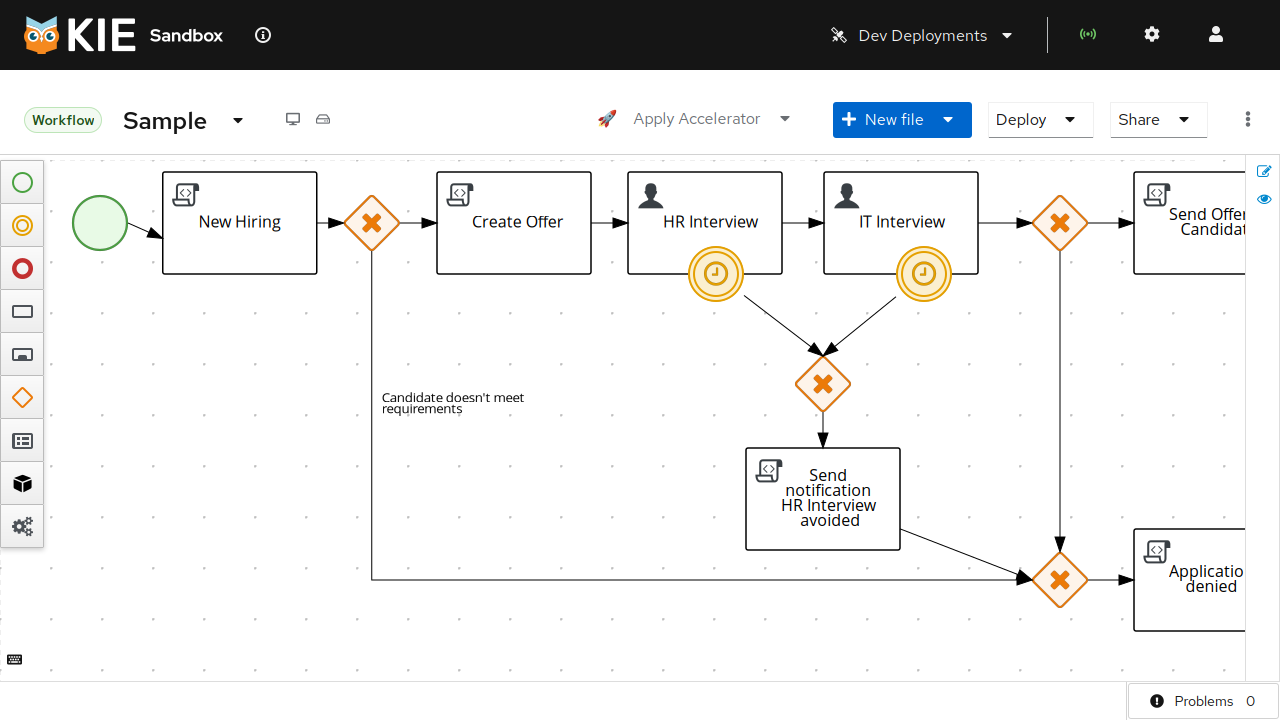 KIE Sandbox
Dev Deployments
Workflow
Sample
Apply Accelerator
New file
Deploy
Share
New Hiring
Create Offer
HR Interview
IT Interview
Send Offer
Candidat
Candidate doesn't meet
requirements
Send
notification
HR Interview
avoided
Applicatio
denied
Problems 0